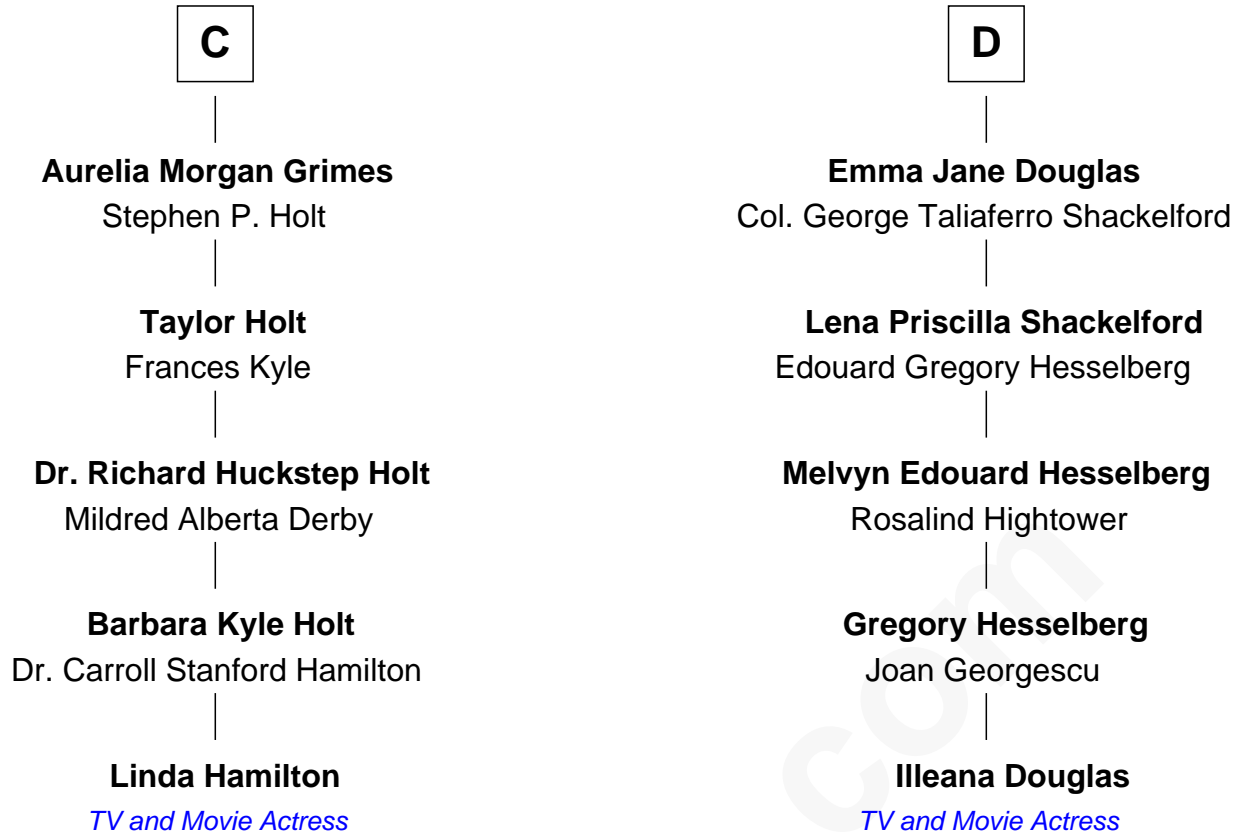 C
Aurelia Morgan Grimes
Stephen P. Holt
Taylor Holt
Frances Kyle
Dr. Richard Huckstep Holt
Mildred Alberta Derby
Barbara Kyle Holt
Dr. Carroll Stanford Hamilton
Linda Hamilton
TV and Movie Actress
D
Emma Jane Douglas
Col. George Taliaferro Shackelford
Lena Priscilla Shackelford
Edouard Gregory Hesselberg
Melvyn Edouard Hesselberg
Rosalind Hightower
Gregory Hesselberg
Joan Georgescu
Illeana Douglas
TV and Movie Actress
com